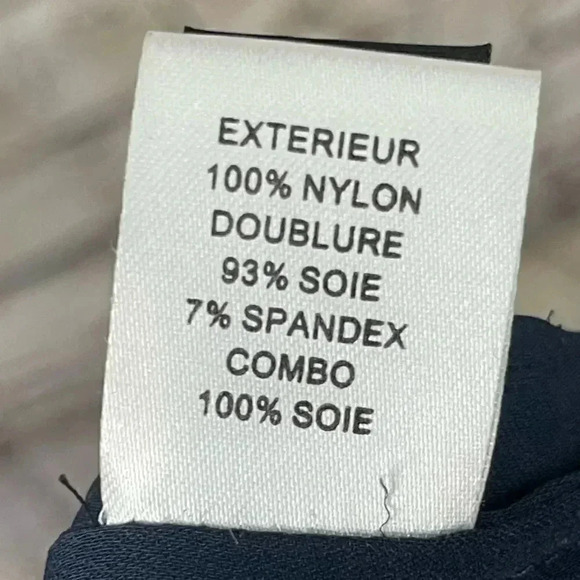 EXTERIEUR
100% NYLON
DOUBLURE
93% SOIE
7% SPANDEX
COMBO
100% SOIE